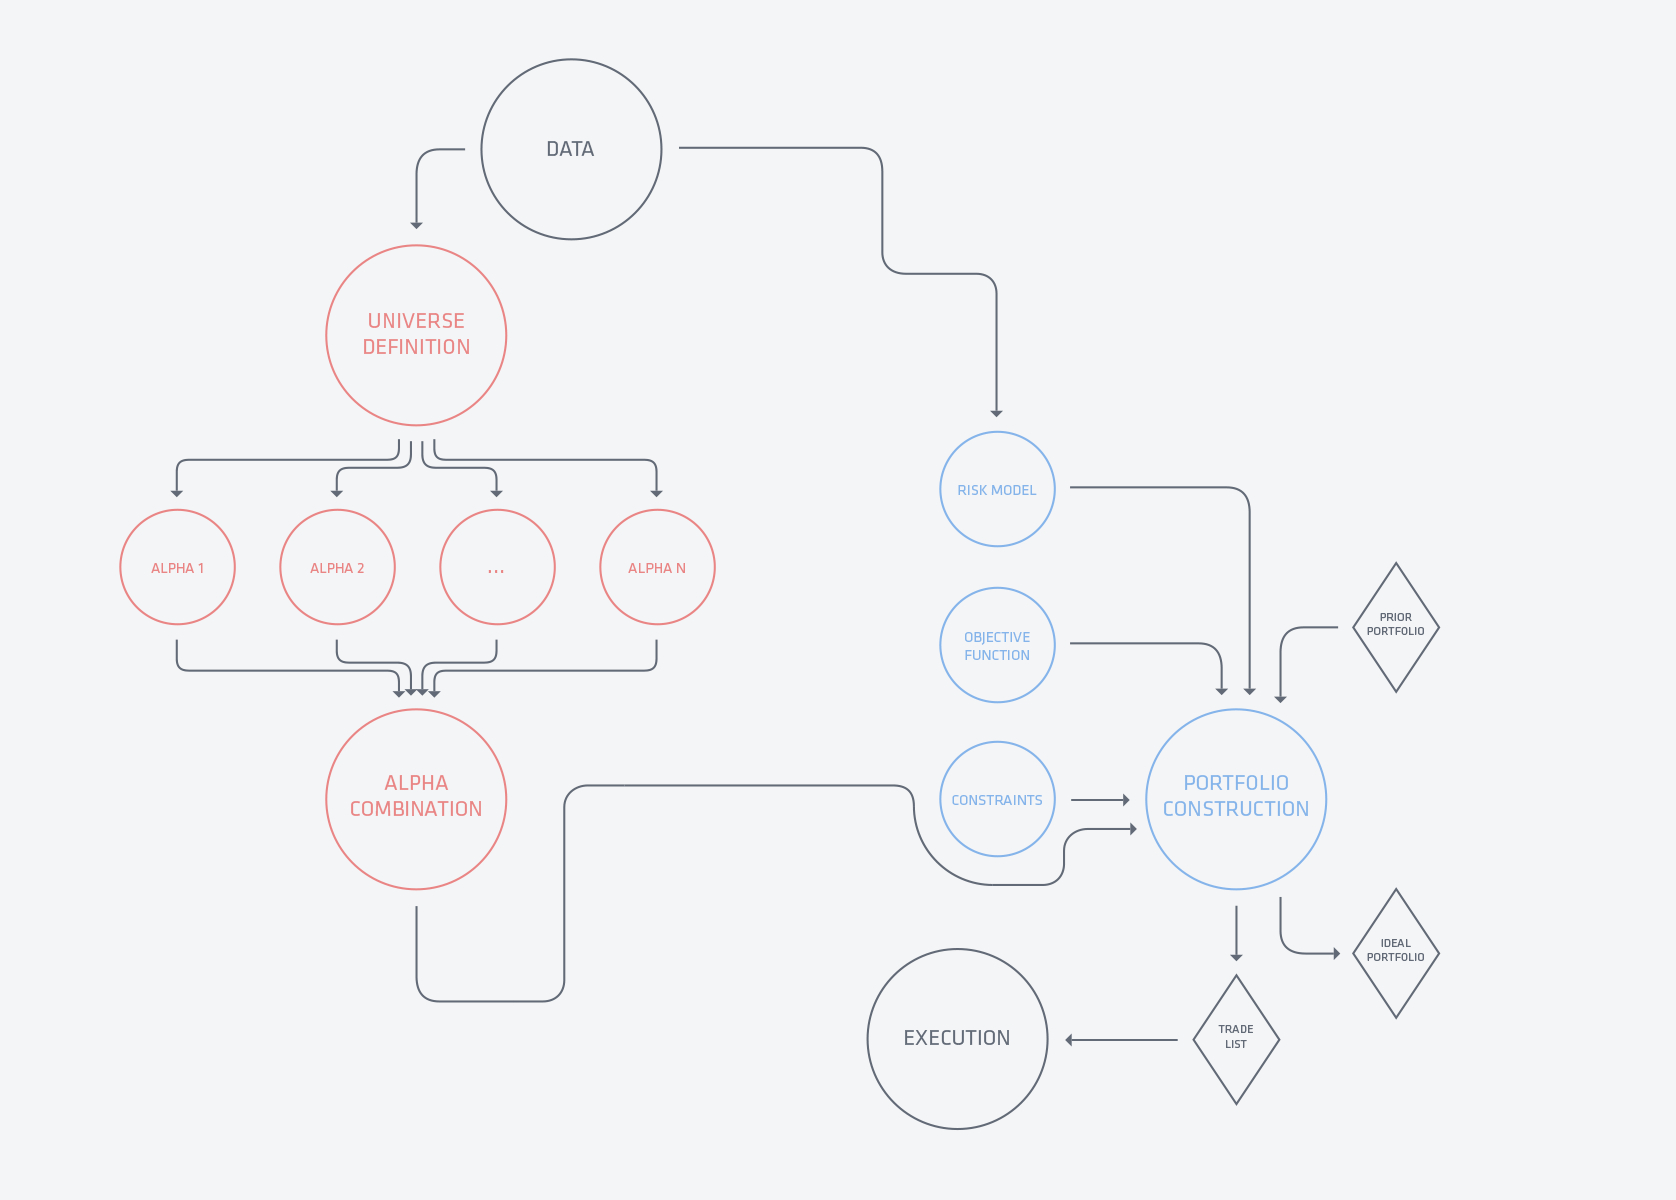 DATA
UNIVERSE
DEFINITION
RISK MODEL
ALPHA 1
ALPHA 2
...
ALPHA N
OBJECTIVE
FUNCTION
PRIOR
PORTFOLIO
ALPHA
COMBINATION
CONSTRAINTS
PORTFOLIO
CONSTRUCTION
IDEAL
PORTFOLIO
EXECUTION
TRADE
LIST